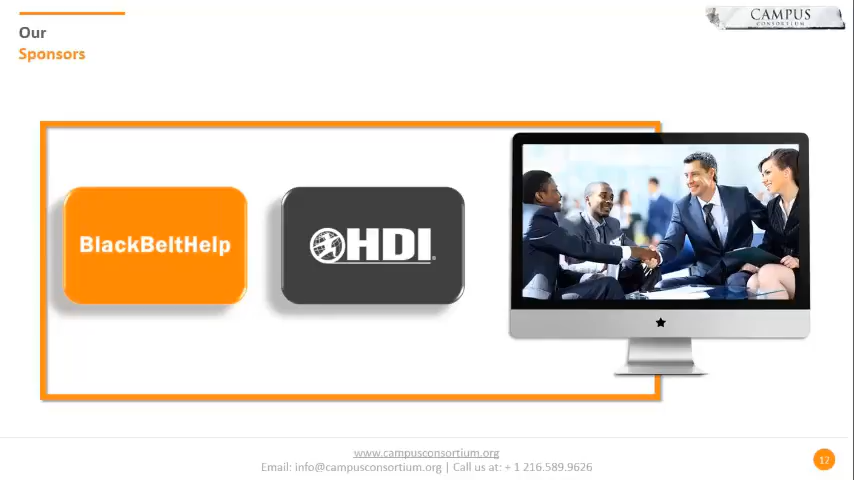 Our
Sponsors
CAMPUS
CONSORTIUM
BlackBeltHelp
HDI
www.campusconsortium.org
Email: info@campusconsortium.org | Call us at: + 1 216.589.9626
17